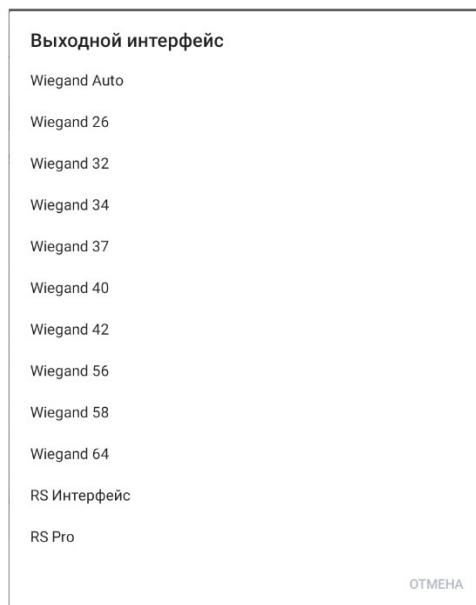 Выходной интерфейс
Wiegand Auto
Wiegand 26
Wiegand 32
Wiegand 34
Wiegand 37
Wiegand 40
Wiegand 42
Wiegand 56
Wiegand 58
Wiegand 64
RS Интерфейс
RS Pro
ОТМЕНА